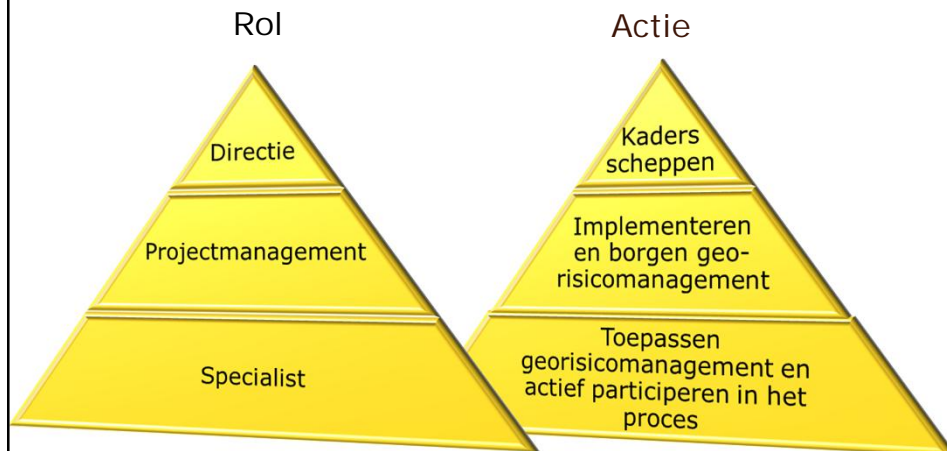 Rol
Directie
Projectmanagement
Specialist
Actie
Kaders
scheppen
Implementeren
en borgen geo-
risicomanagement
Toepassen
georisicomanagement en
actief participeren in het
proces